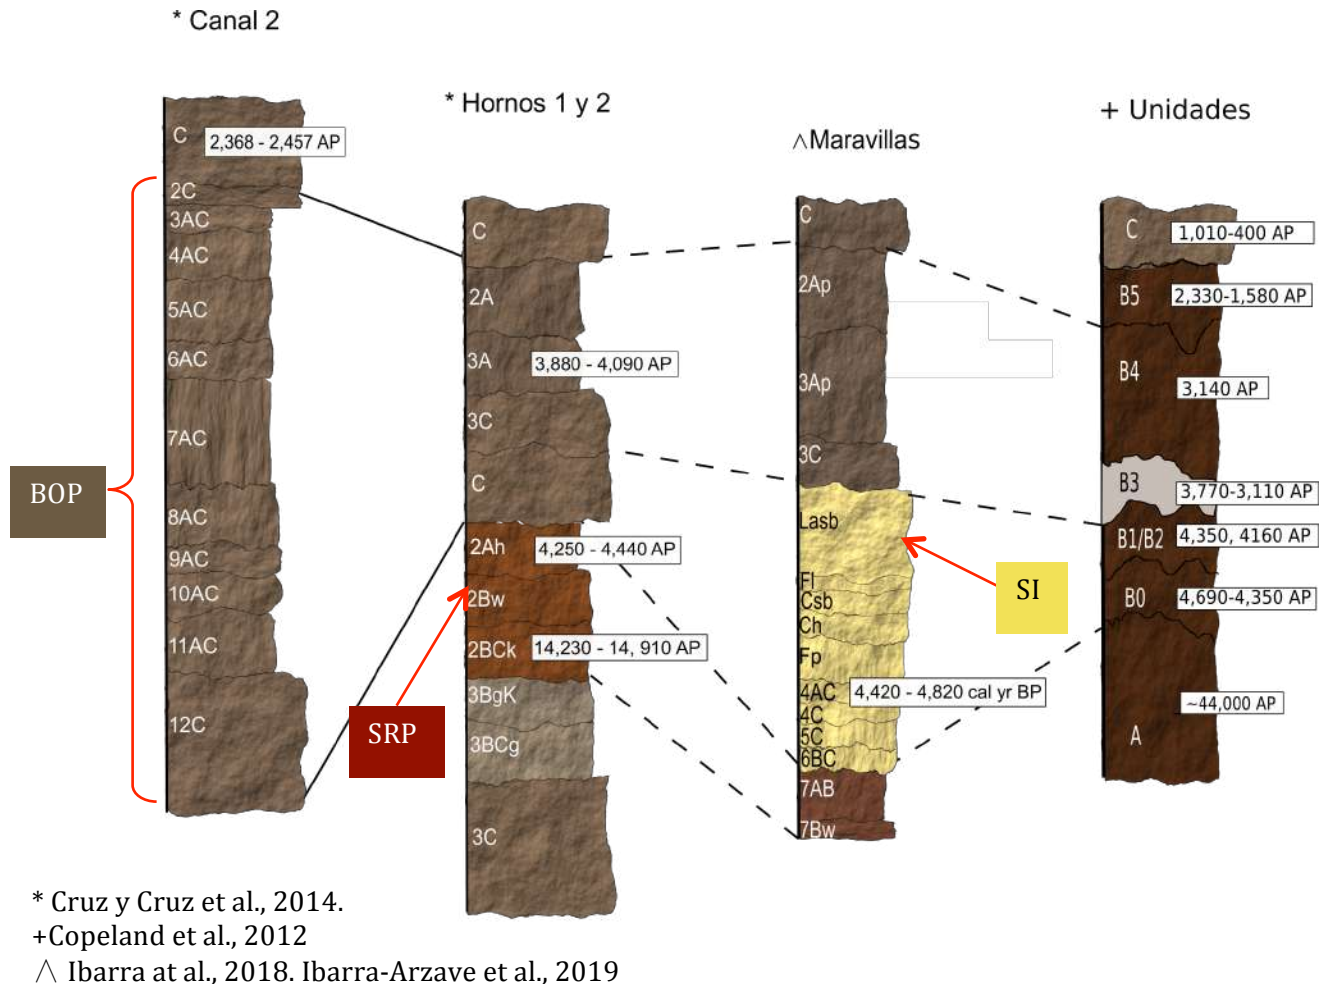 * Canal 2
C
2,368 - 2,457 AP
2C
3AC
4AC
5AC
6AC
7AC
8AC
9AC
10AC
11AC
12C
BOP
* Hornos 1 y 2
C
2A
3A
3,880 - 4,090 AP
3C
C
2Ah
4,250 - 4,440 AP
2Bw
2BCk
14,230 - 14, 910 AP
3BgK
3BCg
3C
SRP
∧Maravillas
C
2Ap
3Ap
3C
Lasb
Fl
Csb
Ch
Fp
4AC
4,420 - 4,820 cal yr BP
4C
5C
6BC
7AB
7Bw
SI
+ Unidades
C
1,010-400 AP
B5
2,330-1,580 AP
B4
3,140 AP
B3
3,770-3,110 AP
B1/B2
4,350, 4160 AP
B0
4,690-4,350 AP
~44,000 AP
A
* Cruz y Cruz et al., 2014.
+Copeland et al., 2012
∧ Ibarra at al., 2018. Ibarra-Arzave et al., 2019